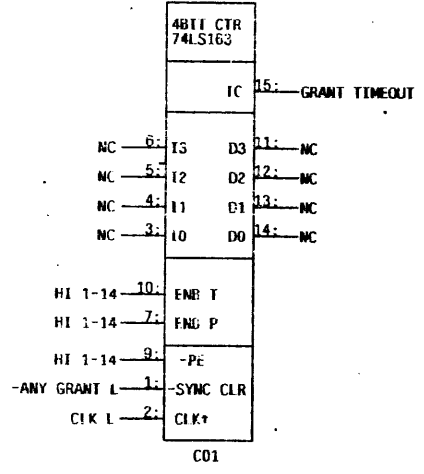 4BIT CTR
74LS163
TC 15: GRANT TIMEOUT
NC 6: I3 D3 11: NC
NC 5: I2 D2 12: NC
NC 4: I1 D1 13: NC
NC 3: I0 D0 14: NC
HI 1-14 10: ENB T
HI 1-14 7: ENB P
HI 1-14 9: -PE
-ANY GRANT L 1: -SYNC CLR
CLK L 2: CLK↑
C01